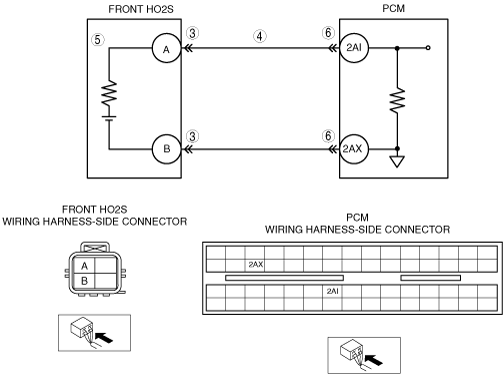 FRONT HO2S
PCM
5
A
3
4
6
2AI
B
3
6
2AX
FRONT HO2S
WIRING HARNESS-SIDE CONNECTOR
A
B
PCM
WIRING HARNESS-SIDE CONNECTOR
2AX
2AI